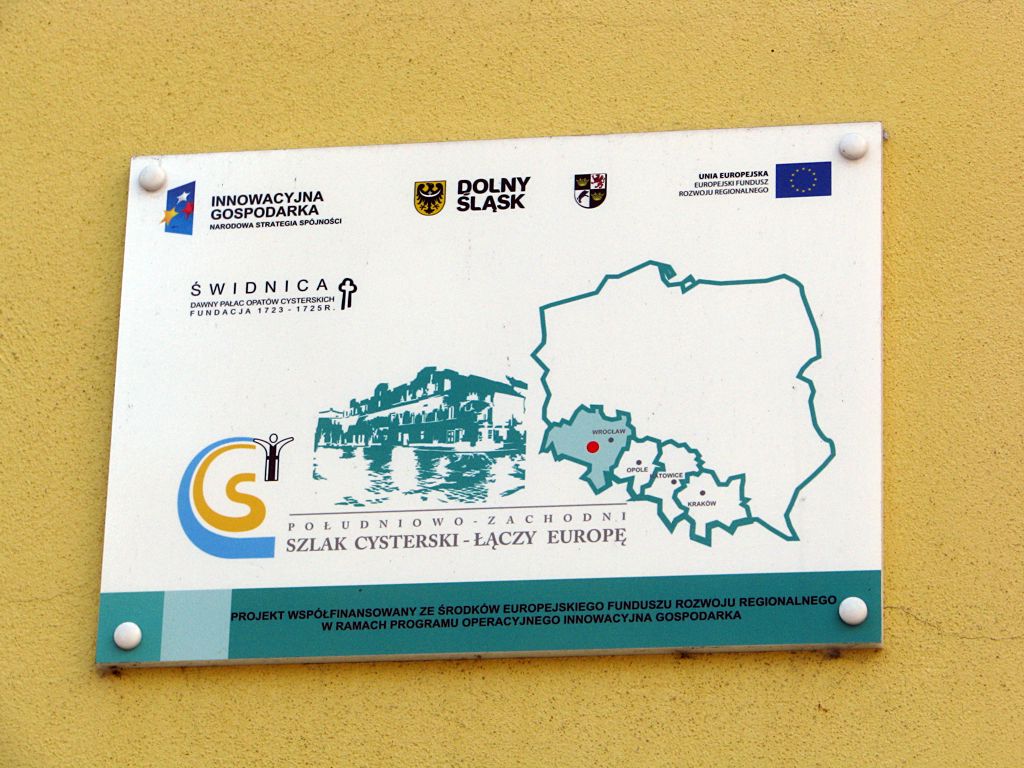 INNOWACYJNA
GOSPODARKA
NARODOWA STRATEGIA SPÓJNOŚCI
DOLNY
ŚLĄSK
UNIA EUROPEJSKA
EUROPEJSKI FUNDUSZ
ROZWOJU REGIONALNEGO
ŚWIDNICA
DAWNY PAŁAC OPATÓW CYSTERSKICH
FUNDACJA 1723 - 1725R.
WROCŁAW
OPOLE
KATOWICE
KRAKÓW
CS
POŁUDNIOWO - ZACHODNI
SZLAK CYSTERSKI - ŁĄCZY EUROPĘ
PROJEKT WSPÓŁFINANSOWANY ZE ŚRODKÓW EUROPEJSKIEGO FUNDUSZU ROZWOJU REGIONALNEGO
W RAMACH PROGRAMU OPERACYJNEGO INNOWACYJNA GOSPODARKA